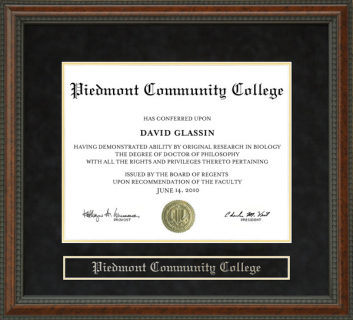 Piedmont Community College
HAS CONFERRED UPON
DAVID GLASSIN
HAVING DEMONSTRATED ABILITY BY ORIGINAL RESEARCH IN BIOLOGY
THE DEGREE OF DOCTOR OF PHILOSOPHY
WITH ALL THE RIGHTS AND PRIVILEGES THERETO PERTAINING
ISSUED BY THE BOARD OF REGENTS
UPON RECOMMENDATION OF THE FACULTY
JUNE 14, 2010
PROVOST
PRESIDENT
Piedmont Community College